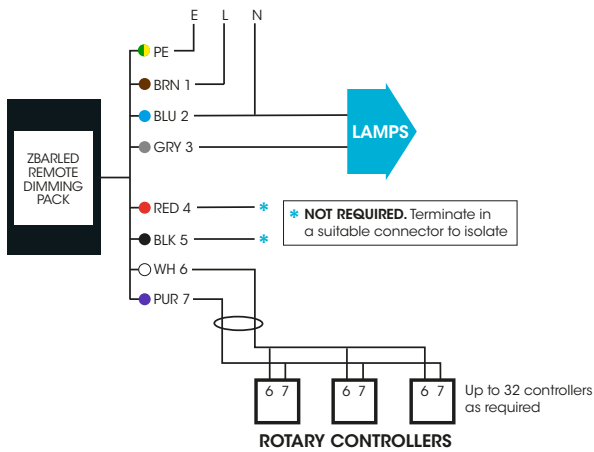 E L N
PE
BRN 1
BLU 2
GRY 3
LAMPS
ZBARLED
REMOTE
DIMMING
PACK
RED 4 *
BLK 5 *
* NOT REQUIRED. Terminate in
a suitable connector to isolate
WH 6
PUR 7
6 7 6 7 6 7
Up to 32 controllers
as required
ROTARY CONTROLLERS